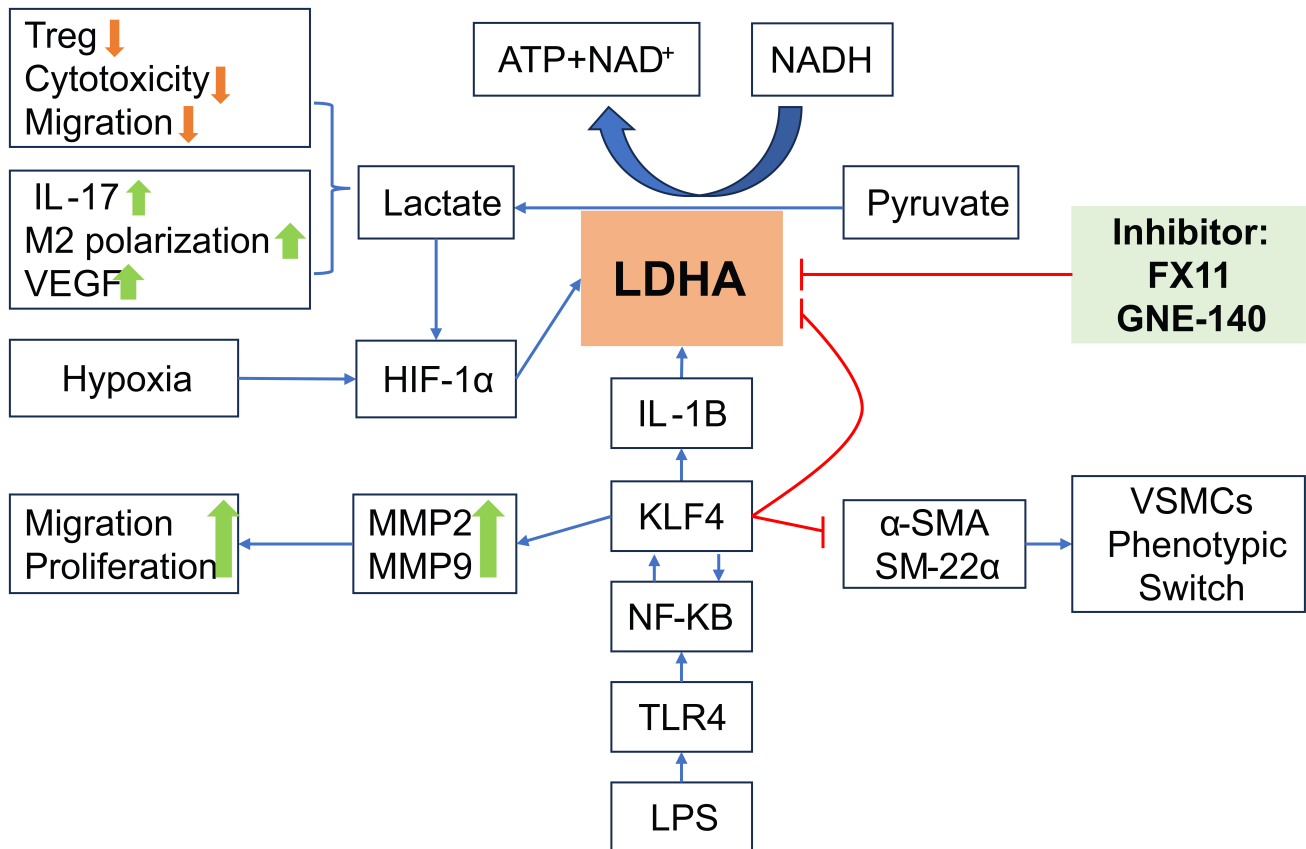 Treg
Cytotoxicity
Migration
ATP+NAD⁺
NADH
IL-17
M2 polarization
VEGF
Lactate
Pyruvate
LDHA
Inhibitor:
FX11
GNE-140
Hypoxia
HIF-1α
IL-1B
Migration
Proliferation
MMP2
MMP9
KLF4
α-SMA
SM-22α
VSMCs
Phenotypic
Switch
NF-KB
TLR4
LPS